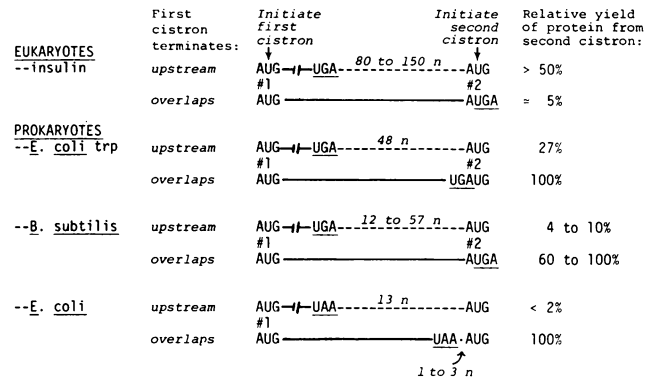 First Initiate Initiate Relative yield
cistron first second of protein from
terminates: cistron cistron second cistron:
EUKARYOTES
--insulin upstream AUG UGA 80 to 150 n AUG > 50%
#1 #2
overlaps AUG AUGA ≃ 5%
PROKARYOTES
--E. coli trp upstream AUG UGA 48 n AUG 27%
#1 #2
overlaps AUG UGAUG 100%
--B. subtilis upstream AUG UGA 12 to 57 n AUG 4 to 10%
#1 #2
overlaps AUG AUGA 60 to 100%
--E. coli upstream AUG UAA 13 n AUG < 2%
#1
overlaps AUG UAA·AUG 100%
1 to 3 n